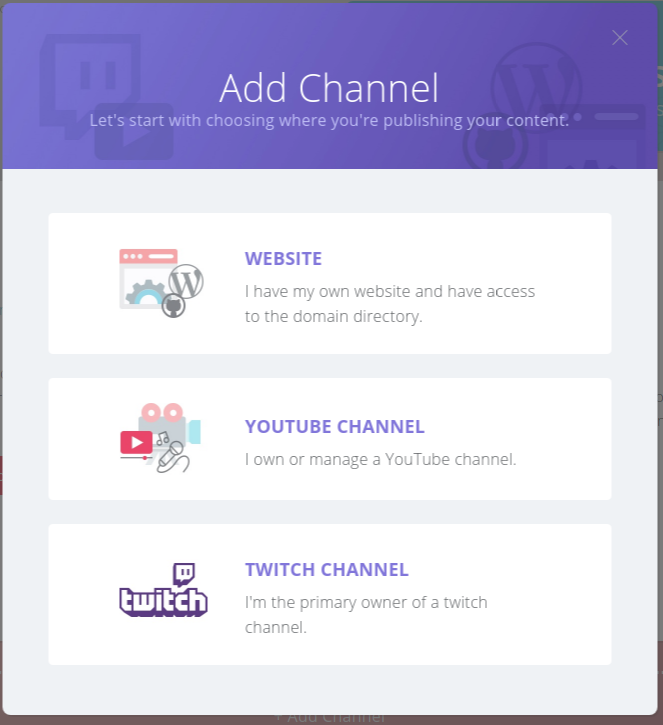 Add Channel
Let's start with choosing where you're publishing your content.
WEBSITE
I have my own website and have access
to the domain directory.
YOUTUBE CHANNEL
I own or manage a YouTube channel.
twitch
TWITCH CHANNEL
I'm the primary owner of a twitch
channel.
+ Add Channel